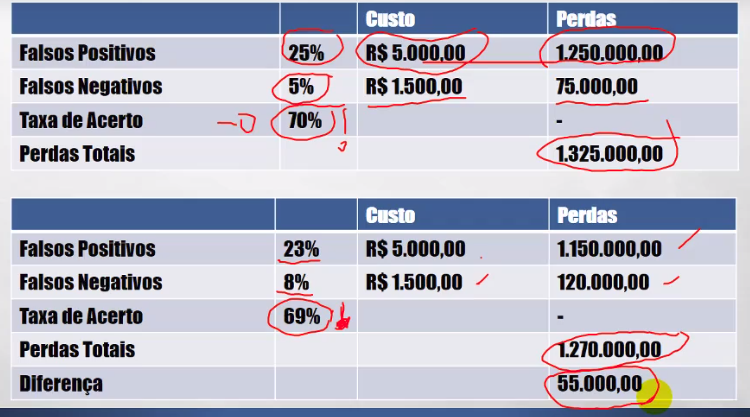 Custo Perdas
Falsos Positivos 25% R$ 5.000,00 1.250.000,00
Falsos Negativos 5% R$ 1.500,00 75.000,00
Taxa de Acerto 70% -
Perdas Totais 1.325.000,00
Custo Perdas
Falsos Positivos 23% R$ 5.000,00 1.150.000,00
Falsos Negativos 8% R$ 1.500,00 120.000,00
Taxa de Acerto 69% -
Perdas Totais 1.270.000,00
Diferença 55.000,00